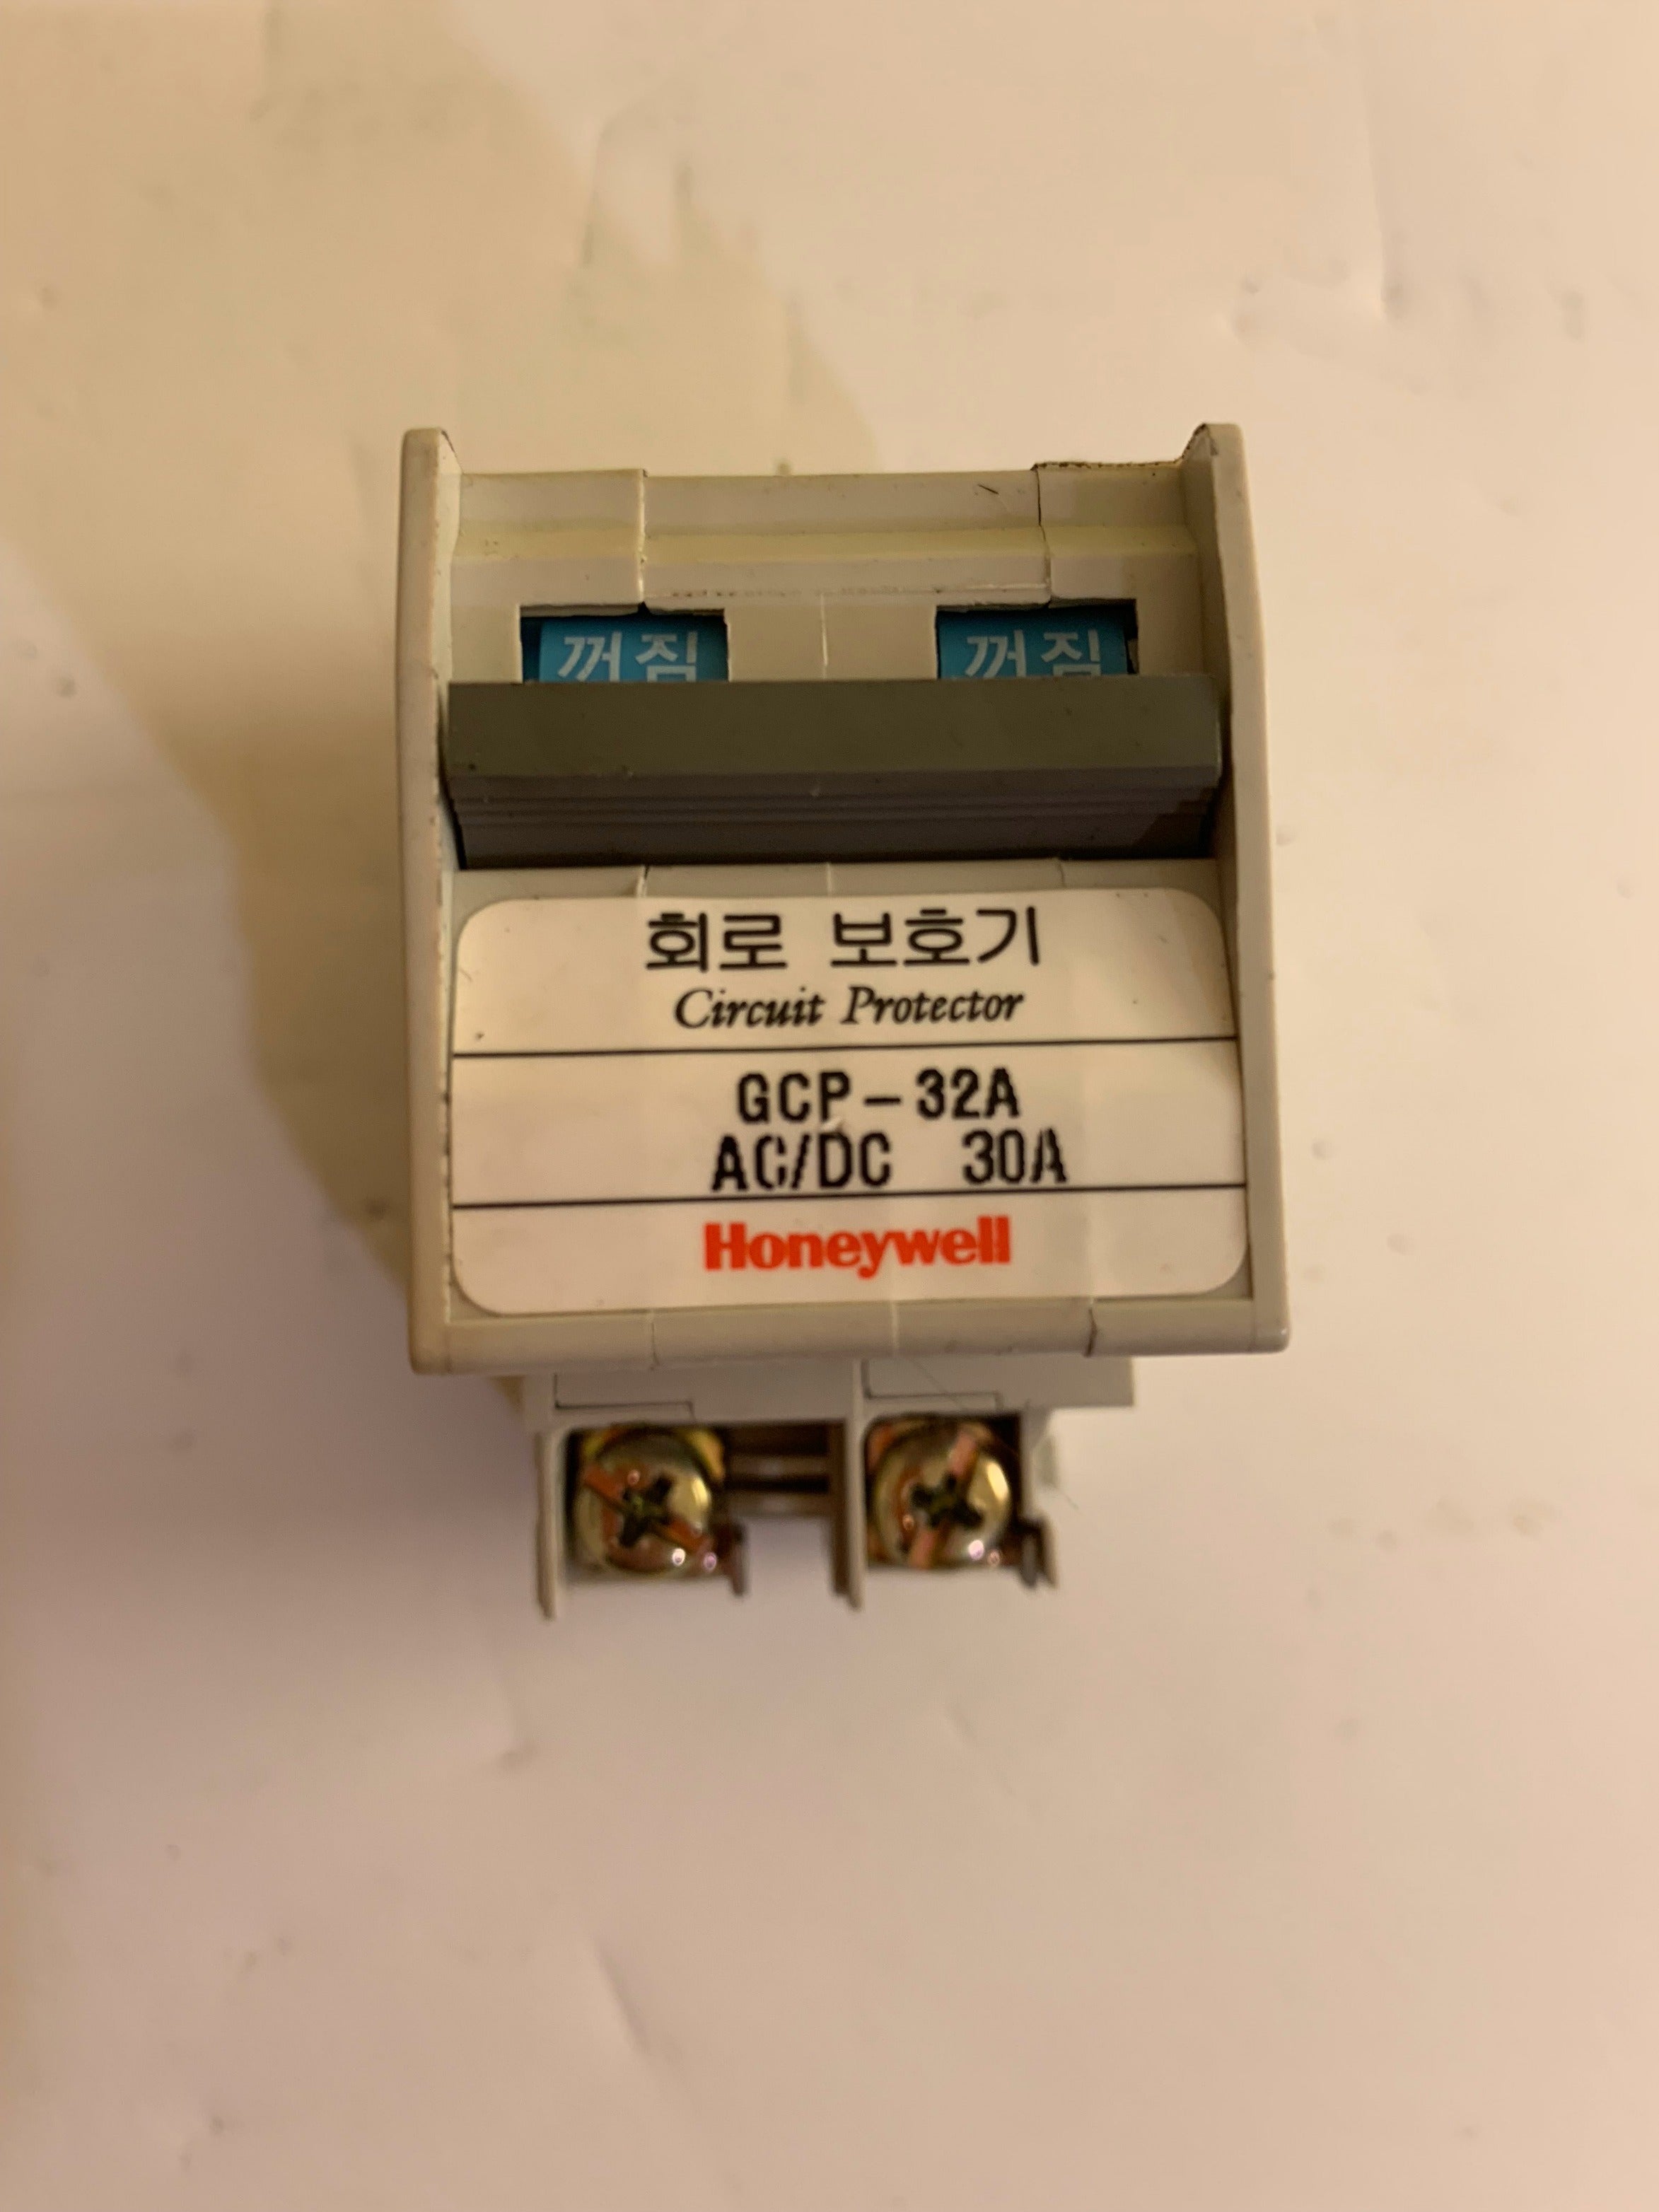 꺼짐 꺼짐
회로 보호기
Circuit Protector
GCP-32A
AC/DC 30A
Honeywell